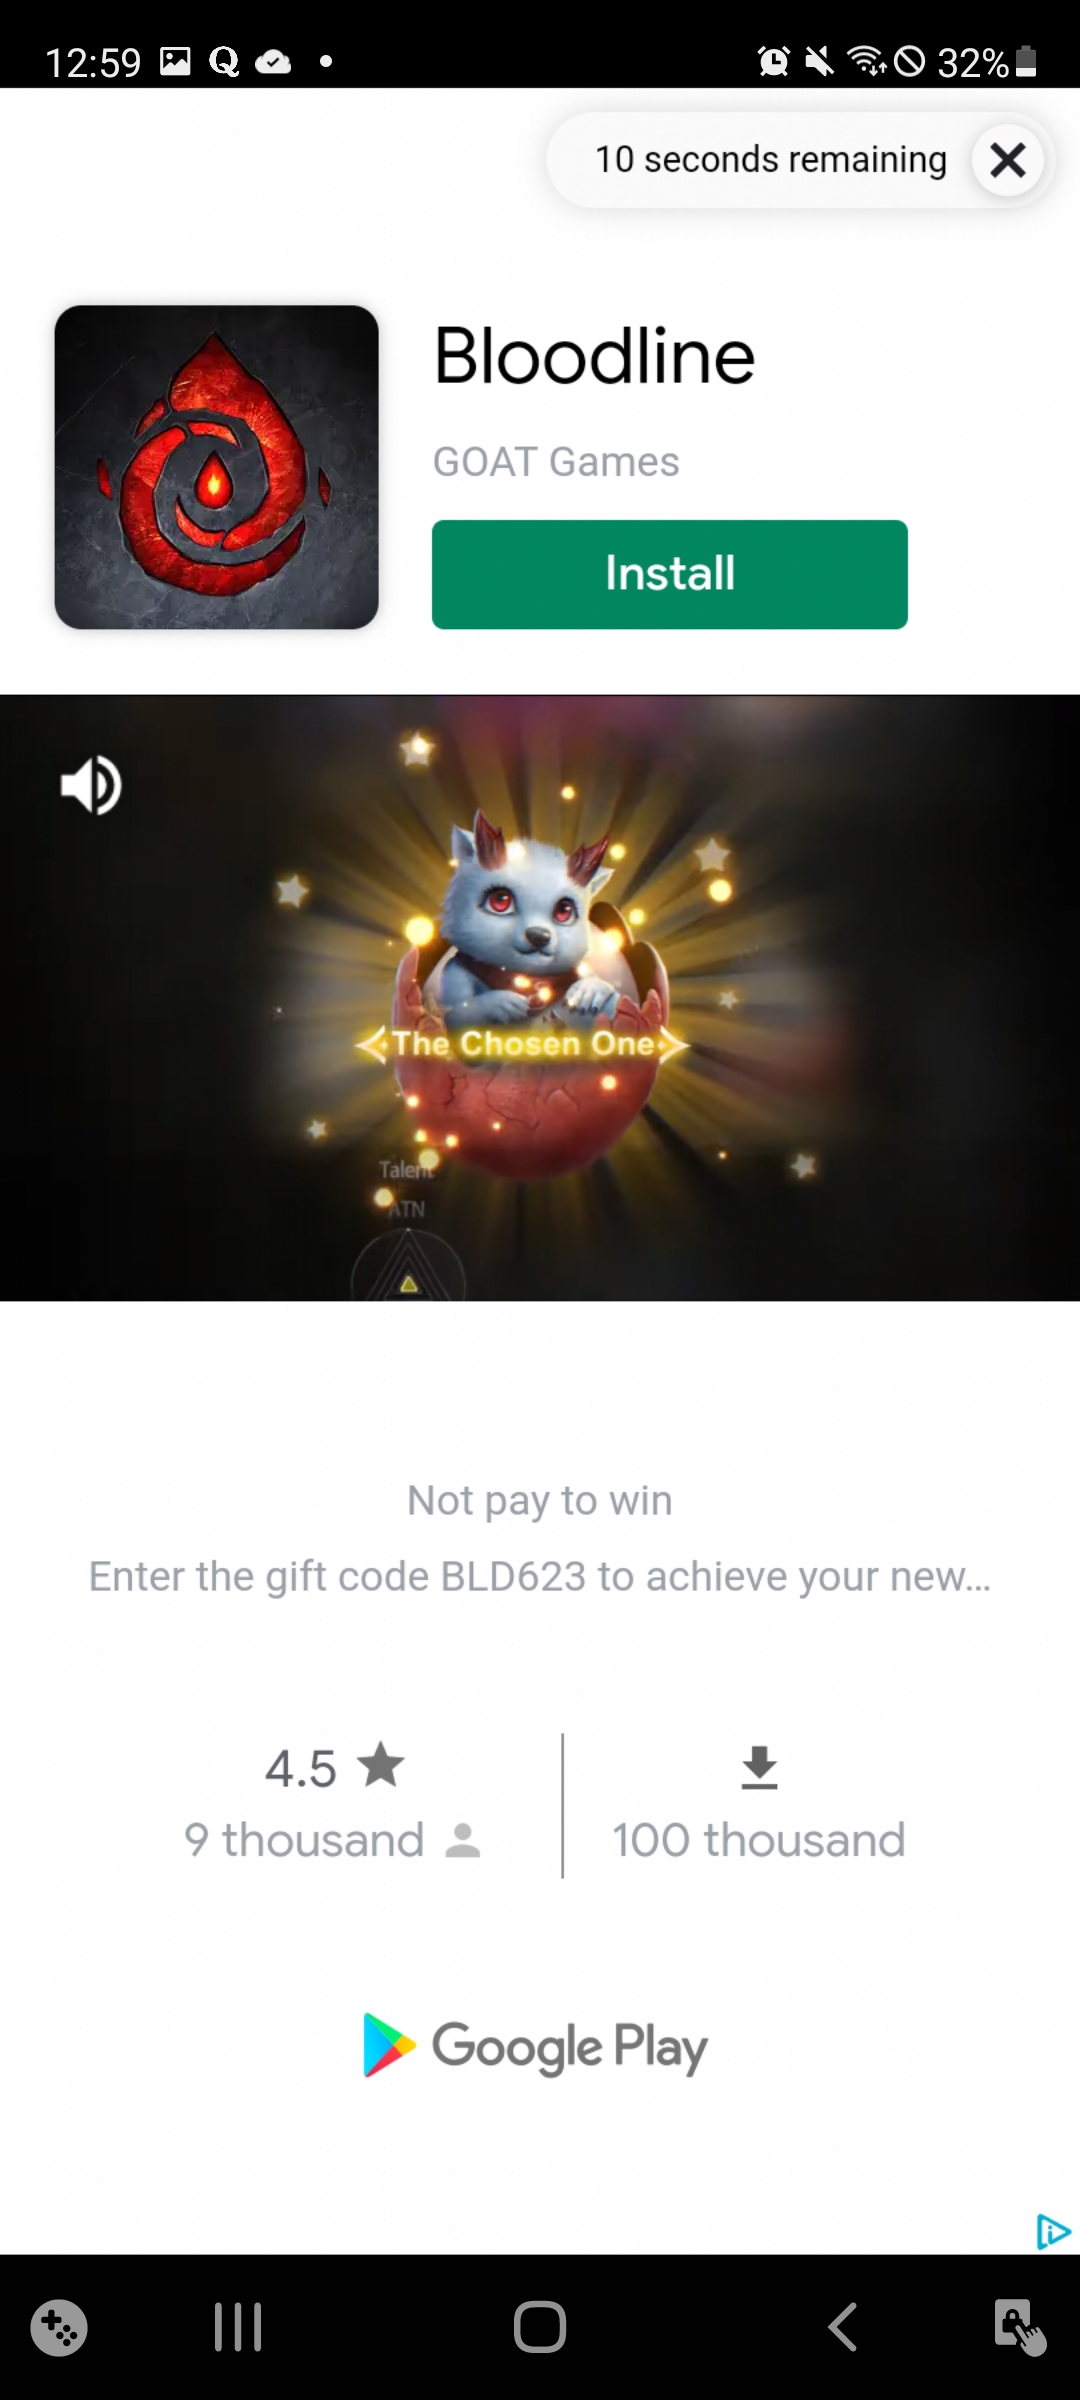 12:59
32%
10 seconds remaining
Bloodline
GOAT Games
Install
The Chosen One
Talent
ATN
Not pay to win
Enter the gift code BLD623 to achieve your new...
4.5
9 thousand
100 thousand
Google Play